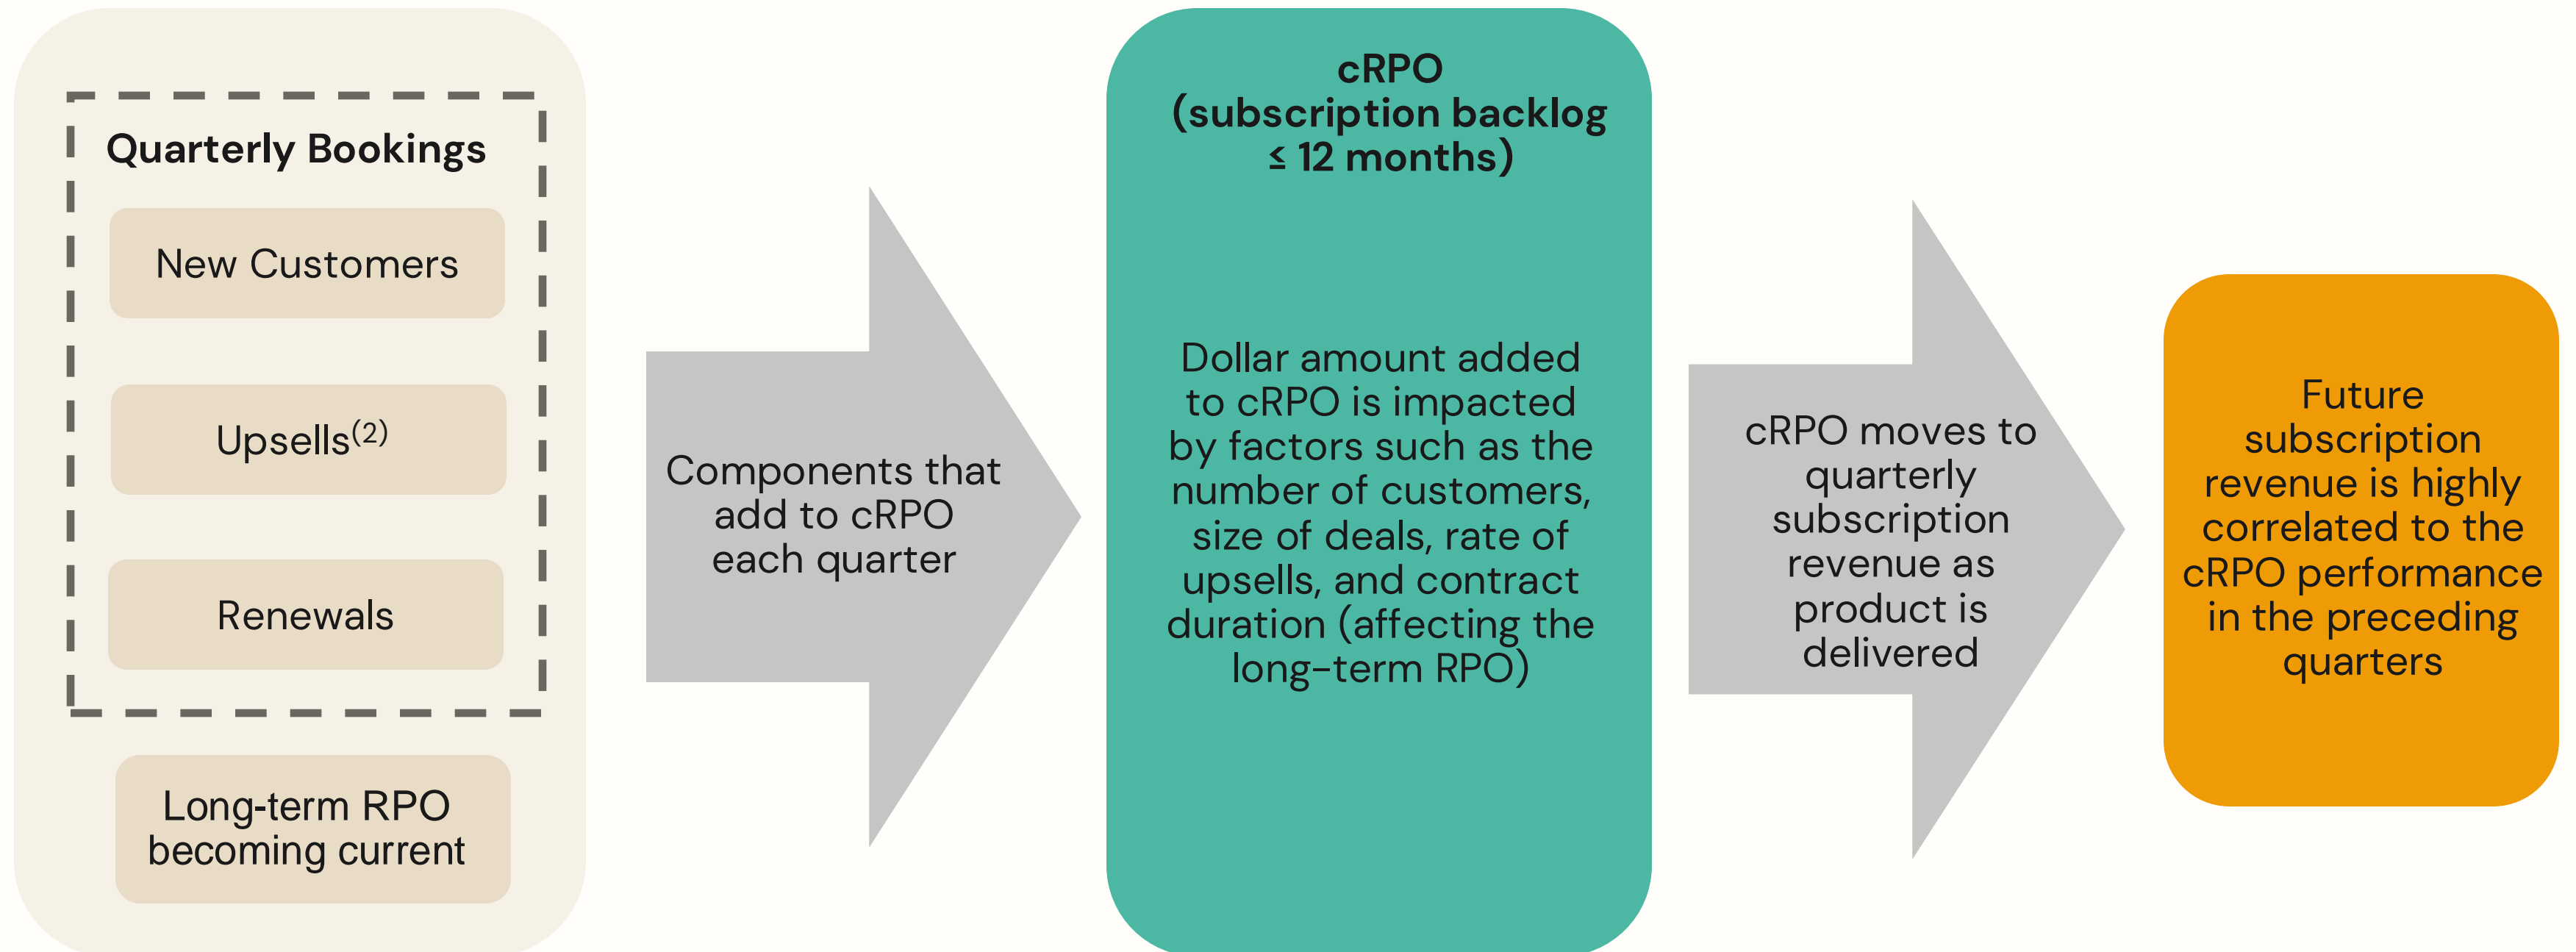 Quarterly Bookings
New Customers
Upsells(2)
Renewals
Long-term RPO
becoming current
Components that
add to cRPO
each quarter
cRPO
(subscription backlog
≤ 12 months)
Dollar amount added
to cRPO is impacted
by factors such as the
number of customers,
size of deals, rate of
upsells, and contract
duration (affecting the
long-term RPO)
cRPO moves to
quarterly
subscription
revenue as
product is
delivered
Future
subscription
revenue is highly
correlated to the
cRPO performance
in the preceding
quarters